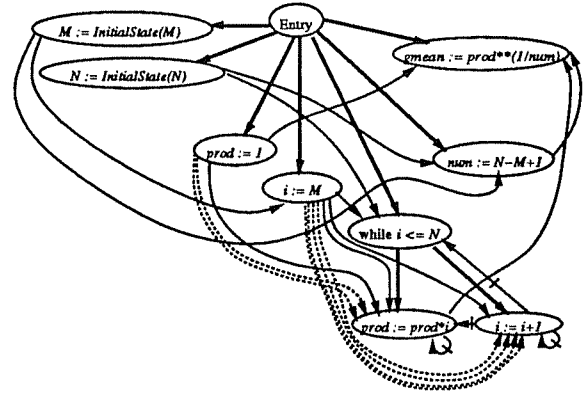 Entry
M := InitialState(M)
gmean := prod**(1/num)
N := InitialState(N)
prod := 1
num := N−M+1
i := M
while i <= N
prod := prod*i
i := i+1